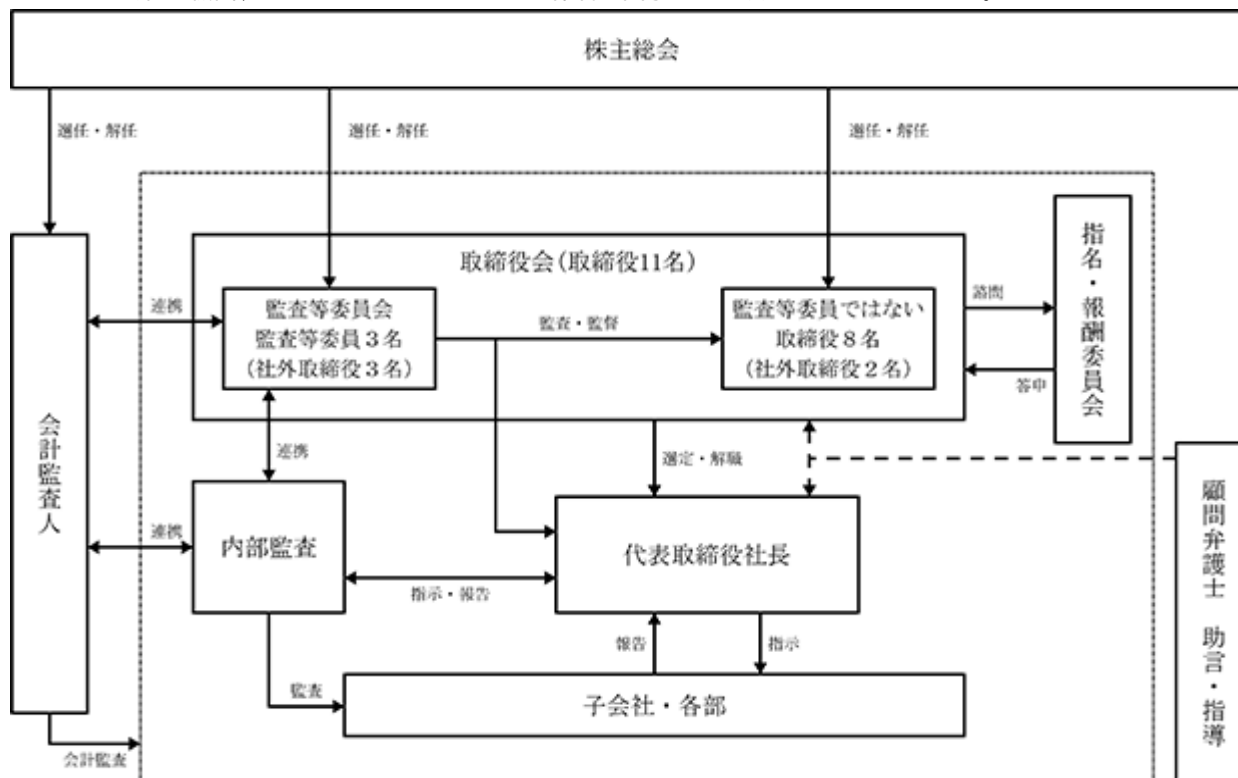 株主総会
選任・解任
選任・解任
選任・解任
取締役会(取締役11名)
監査等委員会
監査等委員3名
(社外取締役3名)
監査・監督
監査等委員ではない
取締役8名
(社外取締役2名)
諮問
答申
指名・報酬委員会
連携
連携
連携
会計監査人
選定・解職
内部監査
代表取締役社長
指示・報告
報告
指示
監査
子会社・各部
会計監査
顧問弁護士 助言・指導